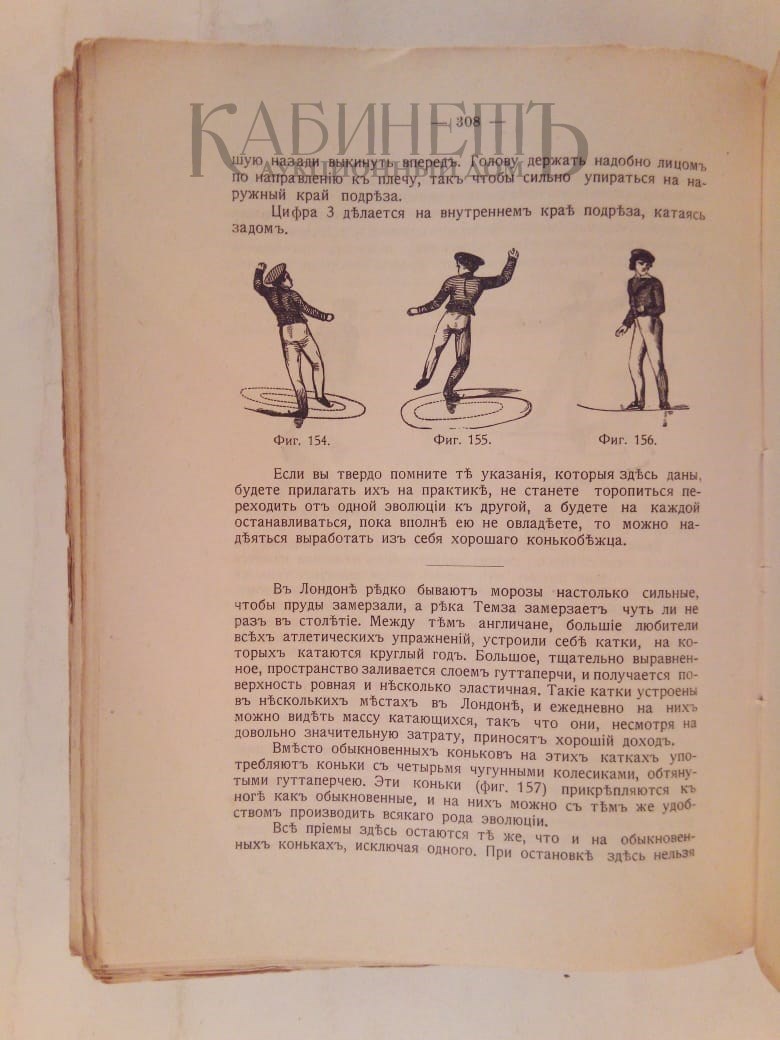 КАБИНЕТЪ
АУКЦИОННЫЙ ДОМ
— 308 —
шую назади выкинуть впередъ. Голову держать надобно лицомъ
по направленію къ плечу, такъ чтобы сильно упираться на на-
ружный край подрѣза.
Цифра 3 дѣлается на внутреннемъ краѣ подрѣза, катаясь
задомъ.
Фиг. 154.
Фиг. 155.
Фиг. 156.
Если вы твердо помните тѣ указанія, которыя здѣсь даны,
будете прилагать ихъ на практикѣ, не станете торопиться пе-
реходить отъ одной эволюціи къ другой, а будете на каждой
останавливаться, пока вполнѣ ею не овладѣете, то можно на-
дѣяться выработать изъ себя хорошаго конькобѣжца.
Въ Лондонѣ рѣдко бываютъ морозы настолько сильные,
чтобы пруды замерзали, а рѣка Темза замерзаетъ чуть ли не
разъ въ столѣтіе. Между тѣмъ англичане, большіе любители
всѣхъ атлетическихъ упражненій, устроили себѣ катки, на ко-
торыхъ катаются круглый годъ. Большое, тщательно выравнен-
ное, пространство заливается слоемъ гуттаперчи, и получается по-
верхность ровная и нѣсколько эластичная. Такіе катки устроены
въ нѣсколькихъ мѣстахъ въ Лондонѣ, и ежедневно на нихъ
можно видѣть массу катающихся, такъ что они, несмотря на
довольно значительную затрату, приносятъ хорошій доходъ.
Вмѣсто обыкновенныхъ коньковъ на этихъ каткахъ упо-
требляютъ коньки съ четырьмя чугунными колесиками, обтяну-
тыми гуттаперчею. Эти коньки (фиг. 157) прикрѣпляются къ
ногѣ какъ обыкновенные, и на нихъ можно съ тѣмъ же удоб-
ствомъ производить всякаго рода эволюціи.
Всѣ пріемы здѣсь остаются тѣ же, что и на обыкновен-
ныхъ конькахъ, исключая одного. При остановкѣ здѣсь нельзя